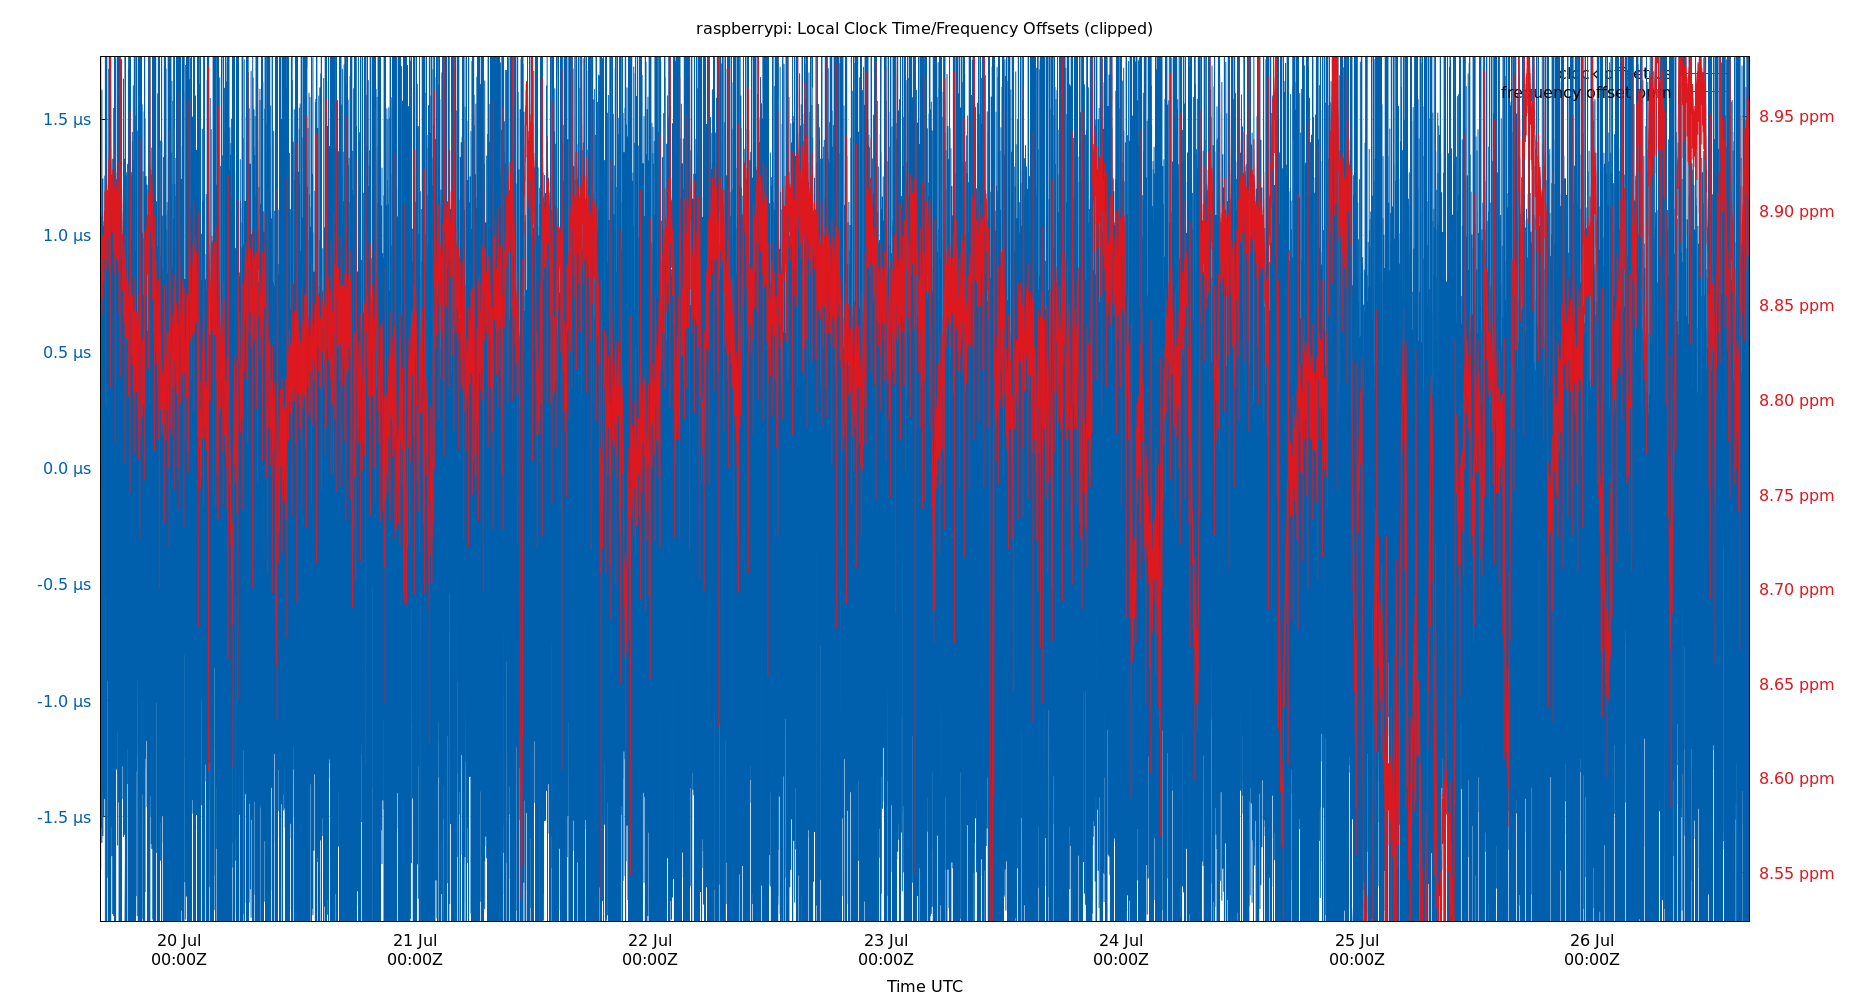 raspberrypi: Local Clock Time/Frequency Offsets (clipped)
clock offset
frequency offset ppm
1.5 µs
1.0 µs
0.5 µs
0.0 µs
-0.5 µs
-1.0 µs
-1.5 µs
8.95 ppm
8.90 ppm
8.85 ppm
8.80 ppm
8.75 ppm
8.70 ppm
8.65 ppm
8.60 ppm
8.55 ppm
20 Jul 21 Jul 22 Jul 23 Jul 24 Jul 25 Jul 26 Jul
00:00Z 00:00Z 00:00Z 00:00Z 00:00Z 00:00Z 00:00Z
Time UTC